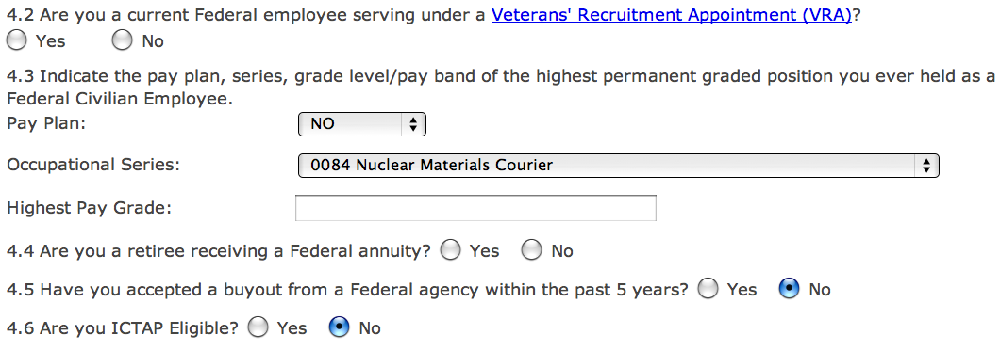 4.2 Are you a current Federal employee serving under a Veterans' Recruitment Appointment (VRA)?
Yes No
4.3 Indicate the pay plan, series, grade level/pay band of the highest permanent graded position you ever held as a
Federal Civilian Employee.
Pay Plan: NO
Occupational Series: 0084 Nuclear Materials Courier
Highest Pay Grade:
4.4 Are you a retiree receiving a Federal annuity? Yes No
4.5 Have you accepted a buyout from a Federal agency within the past 5 years? Yes No
4.6 Are you ICTAP Eligible? Yes No